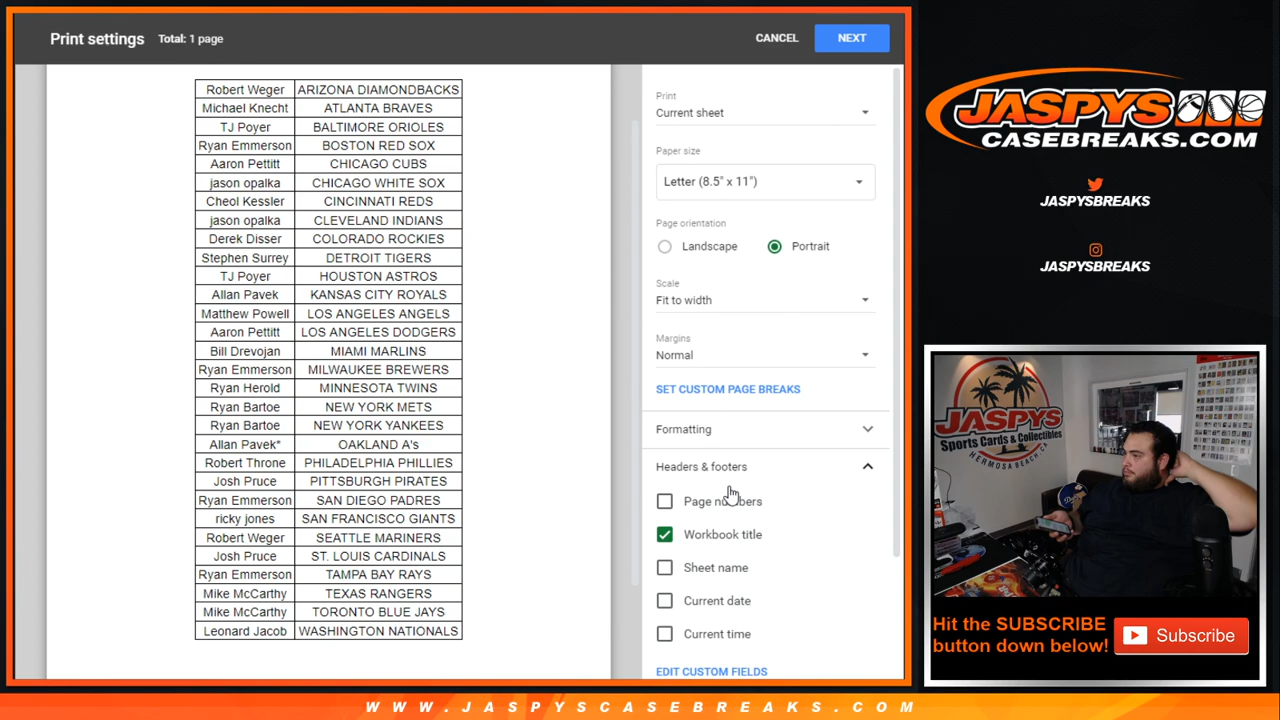 Print settings Total: 1 page
CANCEL NEXT
Robert Weger ARIZONA DIAMONDBACKS
Michael Knecht ATLANTA BRAVES
TJ Poyer BALTIMORE ORIOLES
Ryan Emmerson BOSTON RED SOX
Aaron Pettitt CHICAGO CUBS
jason opalka CHICAGO WHITE SOX
Cheol Kessler CINCINNATI REDS
jason opalka CLEVELAND INDIANS
Derek Disser COLORADO ROCKIES
Stephen Surrey DETROIT TIGERS
TJ Poyer HOUSTON ASTROS
Allan Pavek KANSAS CITY ROYALS
Matthew Powell LOS ANGELES ANGELS
Aaron Pettitt LOS ANGELES DODGERS
Bill Drevojan MIAMI MARLINS
Ryan Emmerson MILWAUKEE BREWERS
Ryan Herold MINNESOTA TWINS
Ryan Bartoe NEW YORK METS
Ryan Bartoe NEW YORK YANKEES
Allan Pavek* OAKLAND A's
Robert Throne PHILADELPHIA PHILLIES
Josh Pruce PITTSBURGH PIRATES
Ryan Emmerson SAN DIEGO PADRES
ricky jones SAN FRANCISCO GIANTS
Robert Weger SEATTLE MARINERS
Josh Pruce ST. LOUIS CARDINALS
Ryan Emmerson TAMPA BAY RAYS
Mike McCarthy TEXAS RANGERS
Mike McCarthy TORONTO BLUE JAYS
Leonard Jacob WASHINGTON NATIONALS
Print
Current sheet
Paper size
Letter (8.5" x 11")
Page orientation
Landscape Portrait
Scale
Fit to width
Margins
Normal
SET CUSTOM PAGE BREAKS
Formatting
Headers & footers
Page numbers
Workbook title
Sheet name
Current date
Current time
EDIT CUSTOM FIELDS
JASPYS
CASEBREAKS.COM
JASPYSBREAKS
JASPYSBREAKS
JASPYS
Sports Cards & Collectibles
HERMOSA BEACH, CA
Hit the SUBSCRIBE
button down below!
Subscribe
WWW.JASPYSCASEBREAKS.COM